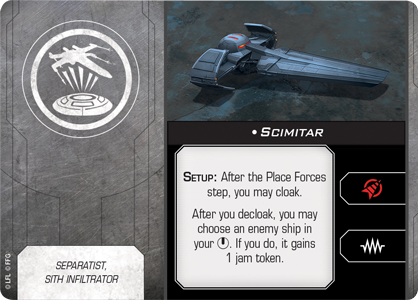 • SCIMITAR
SETUP: After the Place Forces
step, you may cloak.
After you decloak, you may
choose an enemy ship in
your . If you do, it gains
1 jam token.
SEPARATIST,
SITH INFILTRATOR
© LFL © FFG